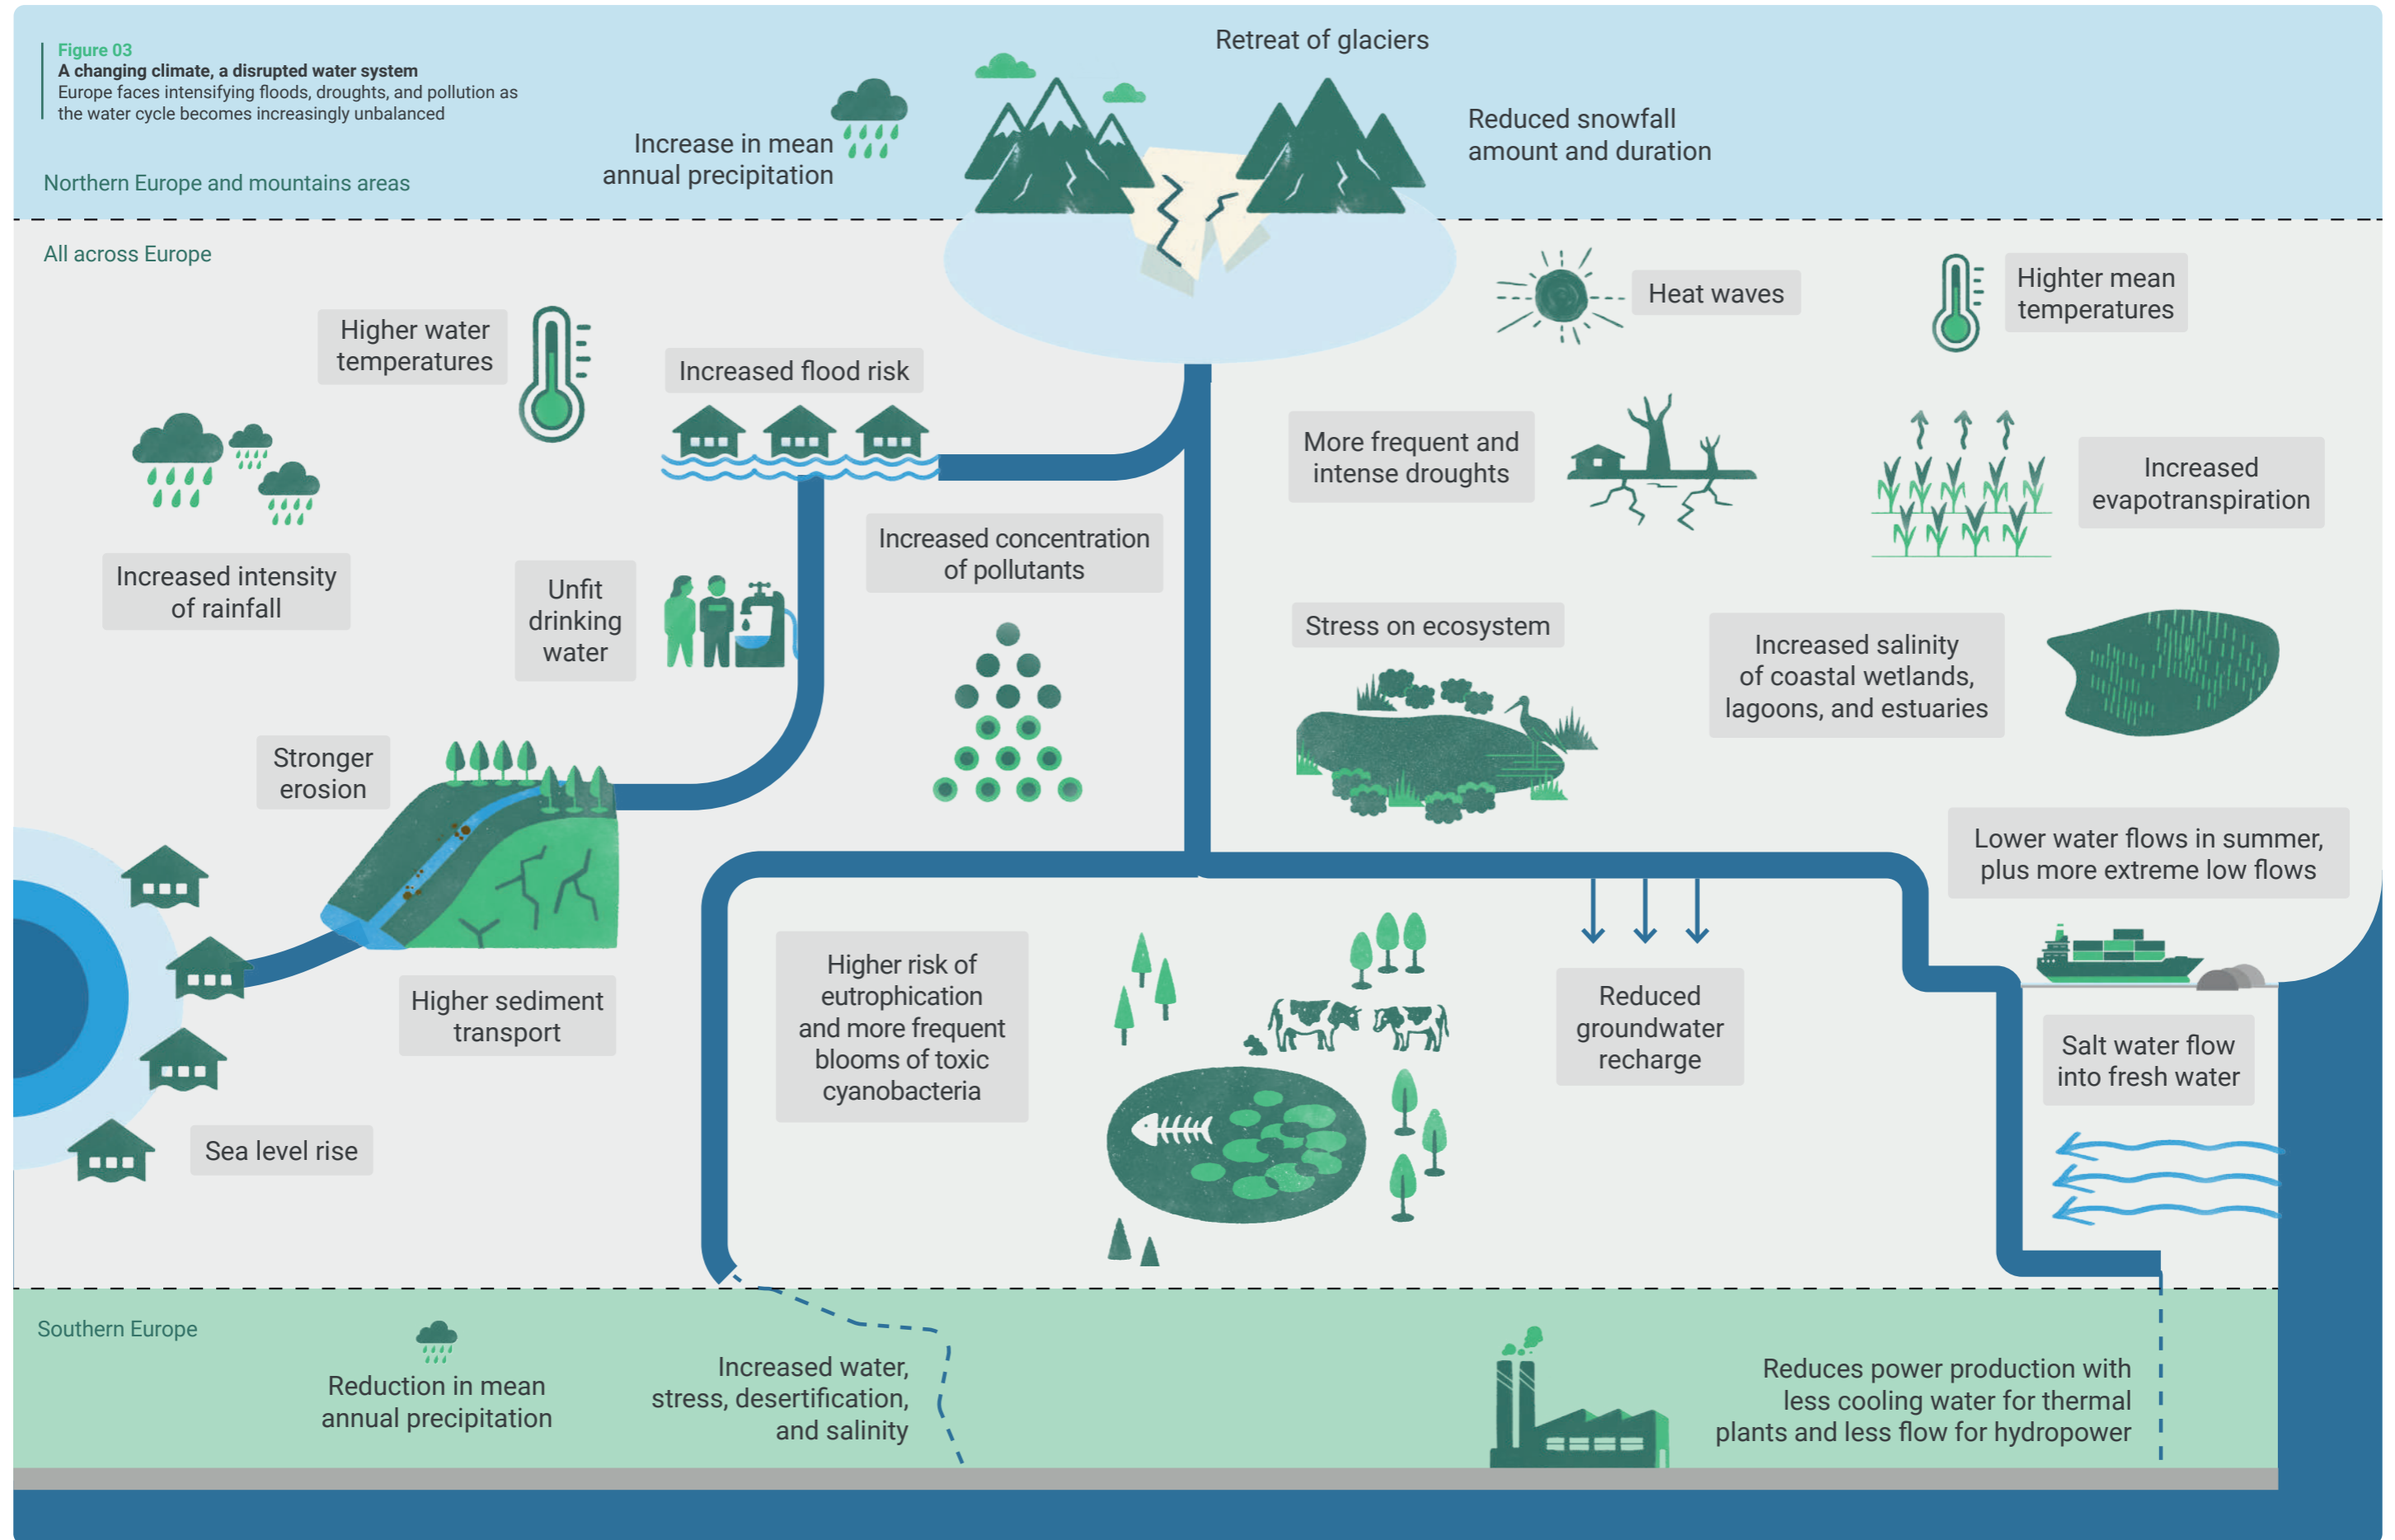 Figure 03
A changing climate, a disrupted water system
Europe faces intensifying floods, droughts, and pollution as
the water cycle becomes increasingly unbalanced
Retreat of glaciers
Increase in mean
annual precipitation
Reduced snowfall
amount and duration
Northern Europe and mountains areas
All across Europe
Higher water
temperatures
Increased flood risk
Heat waves
Highter mean
temperatures
More frequent and
intense droughts
Increased
evapotranspiration
Increased intensity
of rainfall
Unfit
drinking
water
Increased concentration
of pollutants
Stress on ecosystem
Increased salinity
of coastal wetlands,
lagoons, and estuaries
Stronger
erosion
Lower water flows in summer,
plus more extreme low flows
Higher sediment
transport
Higher risk of
eutrophication
and more frequent
blooms of toxic
cyanobacteria
Reduced
groundwater
recharge
Salt water flow
into fresh water
Sea level rise
Southern Europe
Reduction in mean
annual precipitation
Increased water,
stress, desertification,
and salinity
Reduces power production with
less cooling water for thermal
plants and less flow for hydropower